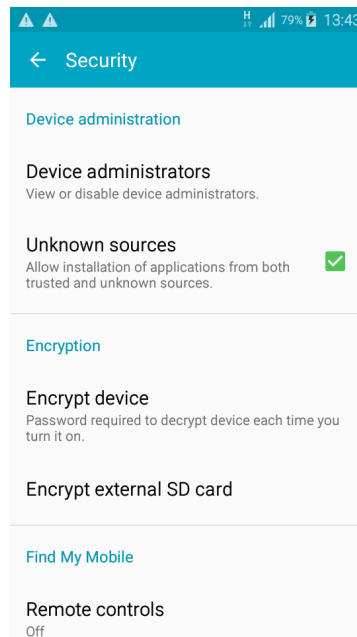 H 79% 13:43
Security
Device administration
Device administrators
View or disable device administrators.
Unknown sources
Allow installation of applications from both
trusted and unknown sources.
Encryption
Encrypt device
Password required to decrypt device each time you
turn it on.
Encrypt external SD card
Find My Mobile
Remote controls
Off